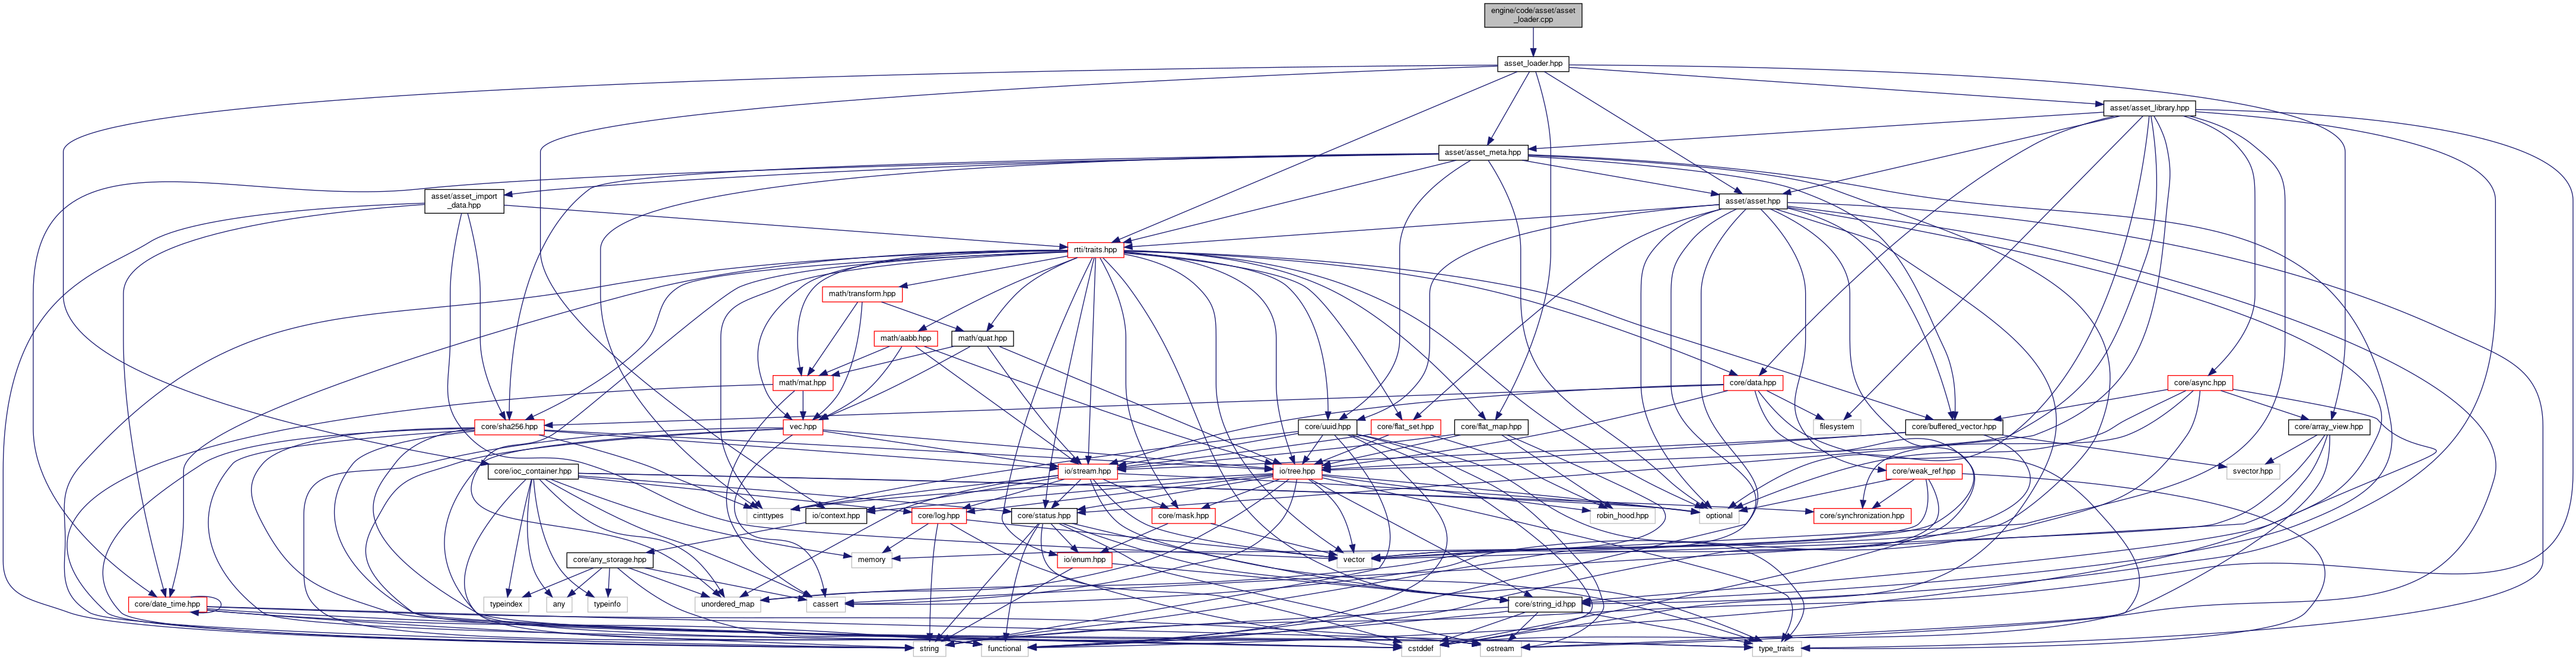 engine/code/asset/asset
_loader.cpp
asset_loader.hpp
asset/asset_library.hpp
asset/asset_meta.hpp
asset/asset_import
_data.hpp
asset/asset.hpp
rtti/traits.hpp
math/transform.hpp
math/aabb.hpp
math/quat.hpp
math/mat.hpp
core/data.hpp
core/async.hpp
core/sha256.hpp
vec.hpp
core/uuid.hpp
core/flat_set.hpp
core/flat_map.hpp
filesystem
core/buffered_vector.hpp
core/array_view.hpp
core/ioc_container.hpp
io/stream.hpp
io/tree.hpp
core/weak_ref.hpp
svector.hpp
cinttypes
io/context.hpp
core/log.hpp
core/status.hpp
core/mask.hpp
robin_hood.hpp
optional
core/synchronization.hpp
core/any_storage.hpp
memory
io/enum.hpp
vector
core/date_time.hpp
typeindex
any
typeinfo
unordered_map
cassert
core/string_id.hpp
string
functional
cstddef
ostream
type_traits